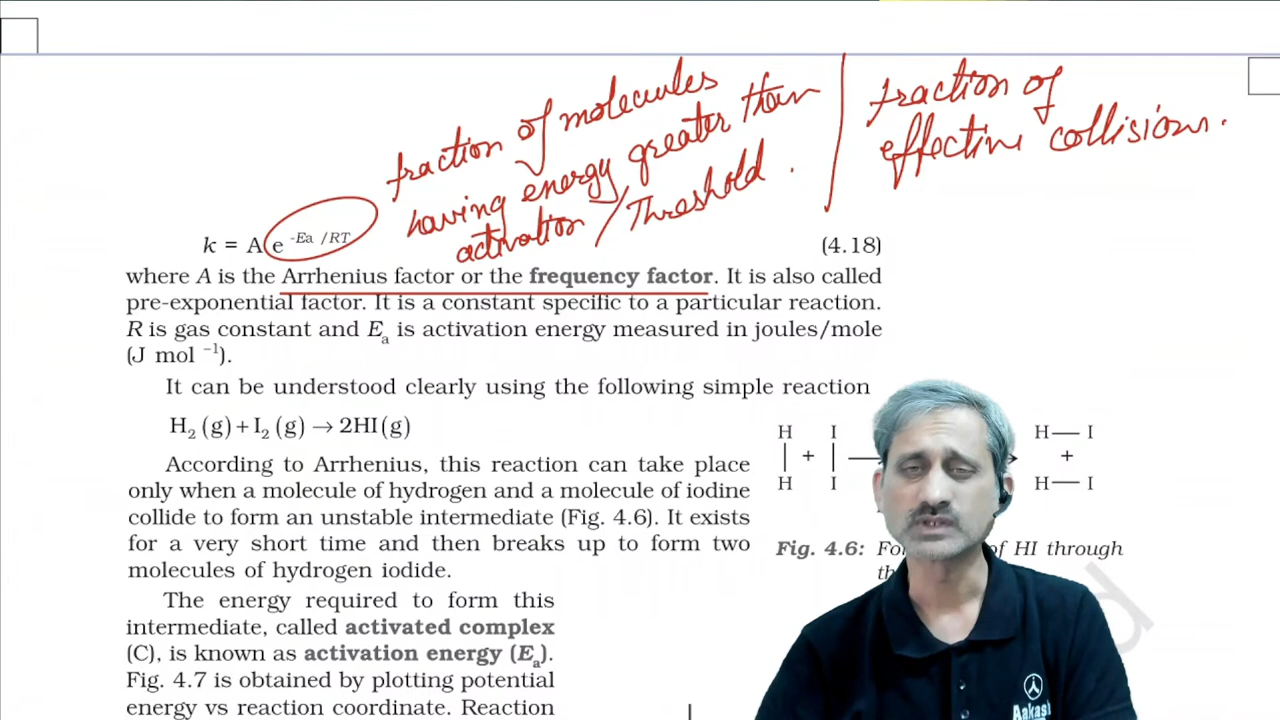 fraction of molecules
having energy greater than
activation / Threshold.
fraction of
effective collisions.
k = A e -Ea /RT (4.18)
where A is the Arrhenius factor or the frequency factor. It is also called
pre-exponential factor. It is a constant specific to a particular reaction.
R is gas constant and Ea is activation energy measured in joules/mole
(J mol –1).
It can be understood clearly using the following simple reaction
H2 (g) + I2 (g) → 2HI(g)
According to Arrhenius, this reaction can take place
only when a molecule of hydrogen and a molecule of iodine
collide to form an unstable intermediate (Fig. 4.6). It exists
for a very short time and then breaks up to form two
molecules of hydrogen iodide.
H I H — I
+ +
H I H — I
Fig. 4.6: of HI through
The energy required to form this
intermediate, called activated complex
(C), is known as activation energy (Ea).
Fig. 4.7 is obtained by plotting potential
energy vs reaction coordinate. Reaction
Aakash